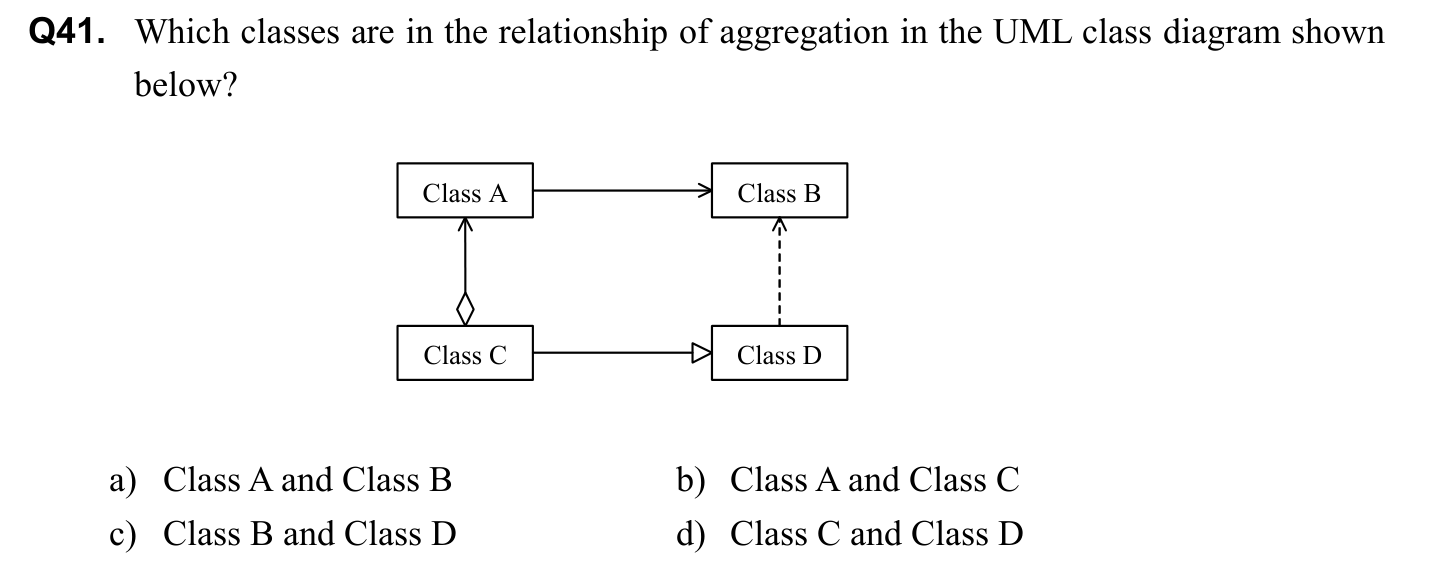 Q41. Which classes are in the relationship of aggregation in the UML class diagram shown
below?
Class A
Class B
Class C
Class D
a) Class A and Class B
b) Class A and Class C
c) Class B and Class D
d) Class C and Class D